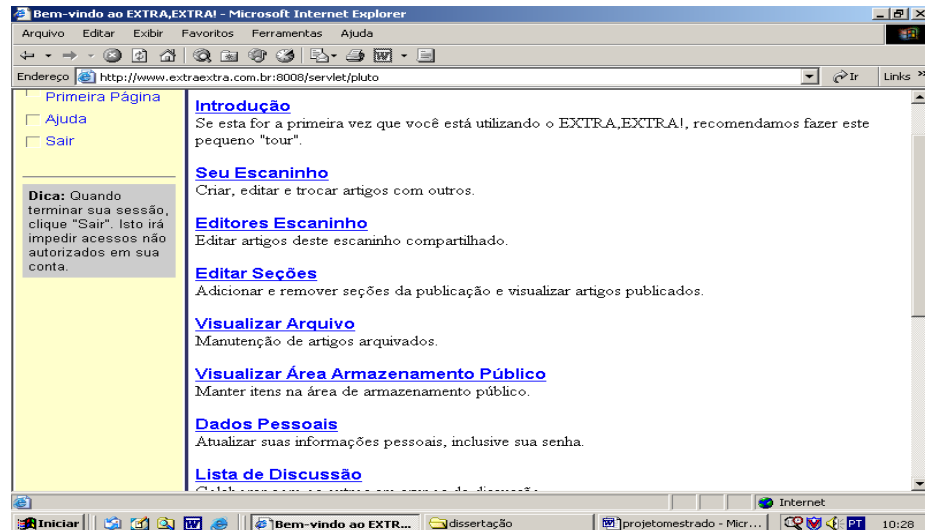 Bem-vindo ao EXTRA,EXTRA! - Microsoft Internet Explorer
Arquivo Editar Exibir Favoritos Ferramentas Ajuda
Endereço http://www.extraextra.com.br:8008/servlet/pluto Ir Links »
Primeira Página
Ajuda
Sair
Dica: Quando
terminar sua sessão,
clique "Sair". Isto irá
impedir acessos não
autorizados em sua
conta.
Introdução
Se esta for a primeira vez que você está utilizando o EXTRA,EXTRA!, recomendamos fazer este
pequeno "tour".
Seu Escaninho
Criar, editar e trocar artigos com outros.
Editores Escaninho
Editar artigos deste escaninho compartilhado.
Editar Seções
Adicionar e remover seções da publicação e visualizar artigos publicados.
Visualizar Arquivo
Manutenção de artigos arquivados.
Visualizar Área Armazenamento Público
Manter itens na área de armazenamento público.
Dados Pessoais
Atualizar suas informações pessoais, inclusive sua senha.
Lista de Discussão
Internet
Iniciar Bem-vindo ao EXTR... dissertação projetomestrado - Micr... PT 10:28